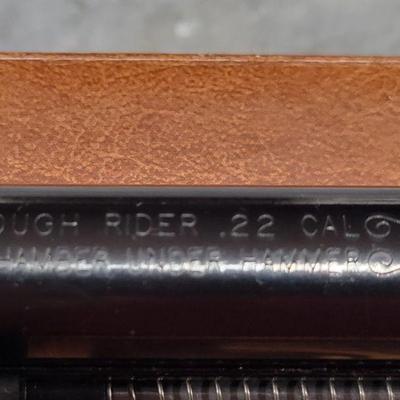 OUGH RIDER .22 CAL
HAMBER UNDER HAMMER